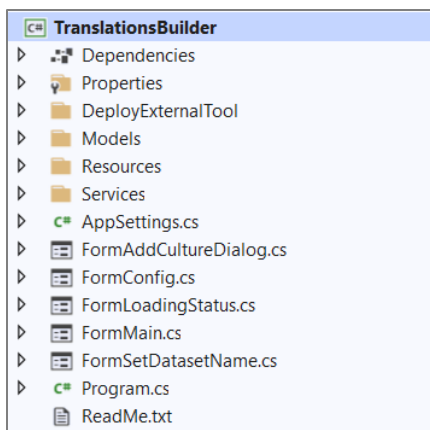 C# TranslationsBuilder
Dependencies
Properties
DeployExternalTool
Models
Resources
Services
C# AppSettings.cs
FormAddCultureDialog.cs
FormConfig.cs
FormLoadingStatus.cs
FormMain.cs
FormSetDatasetName.cs
C# Program.cs
ReadMe.txt